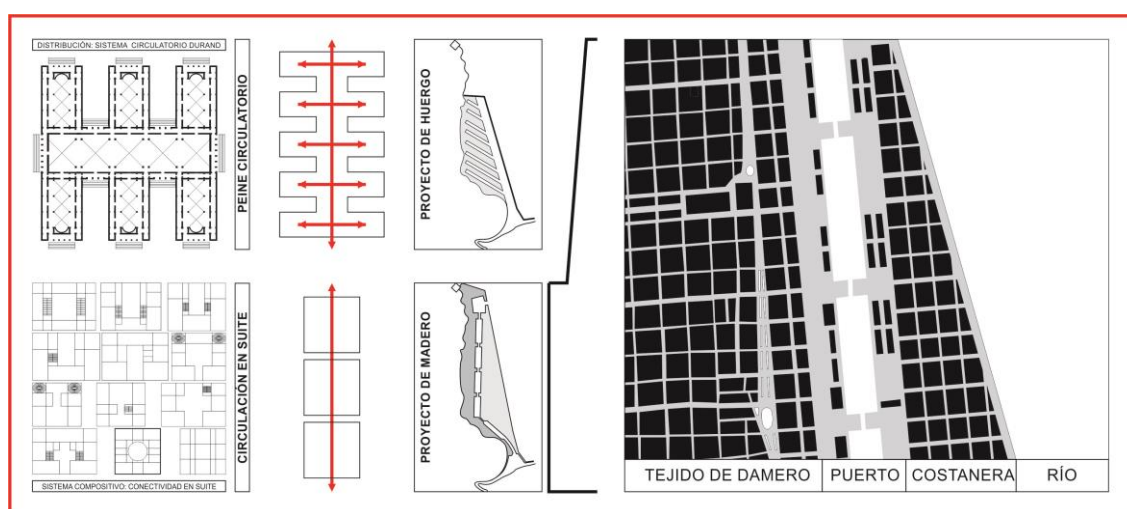 DISTRIBUCIÓN: SISTEMA CIRCULATORIO DURAND
PEINE CIRCULATORIO
PROYECTO DE HUERGO
CIRCULACIÓN EN SUITE
PROYECTO DE MADERO
SISTEMA COMPOSITIVO: CONECTIVIDAD EN SUITE
TEJIDO DE DAMERO
PUERTO
COSTANERA
RÍO